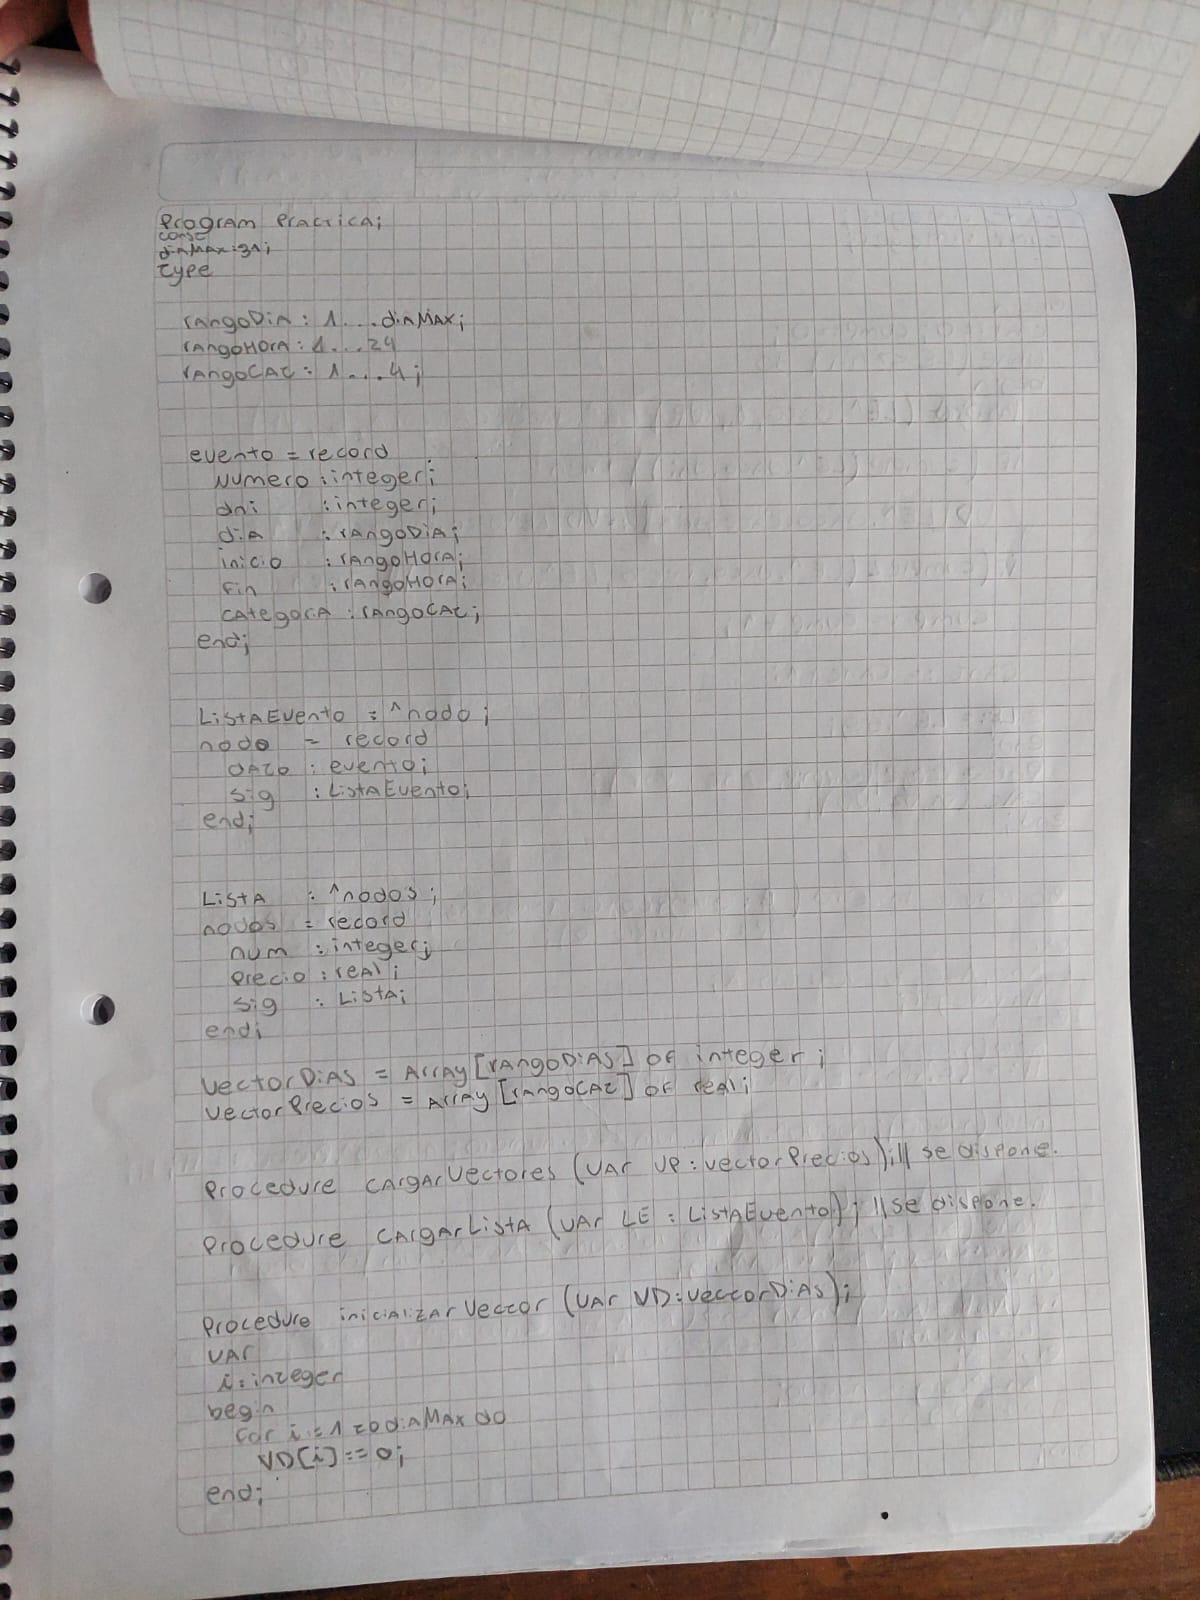 Program Practica;
const
diaMAX:31;
type
rangoDia : 1...diaMAX;
rangoHora : 1...24
rangoCAt : 1...4;
evento = record
Numero : integer;
dni : integer;
dia : rangoDia;
inicio : rangoHora;
fin : rangoHora;
categoria : rangoCAt;
end;
ListaEvento : ^nodo;
nodo = record
DATO : evento;
sig : ListaEvento;
end;
Lista : ^nodos;
nodos = record
num : integer;
Precio : real;
sig : Lista;
end;
vectorDias = Array [rangoDias] of integer;
vectorPrecios = Array [rangoCAt] of real;
Procedure cargarVectores (var VP : vectorPrecios); // se dispone.
Procedure cargarLista (var LE : ListaEvento); // se dispone.
Procedure inicializarVector (var VD : vectorDias);
var
i : integer
begin
for i := 1 to diaMax do
VD[i] := 0;
end;